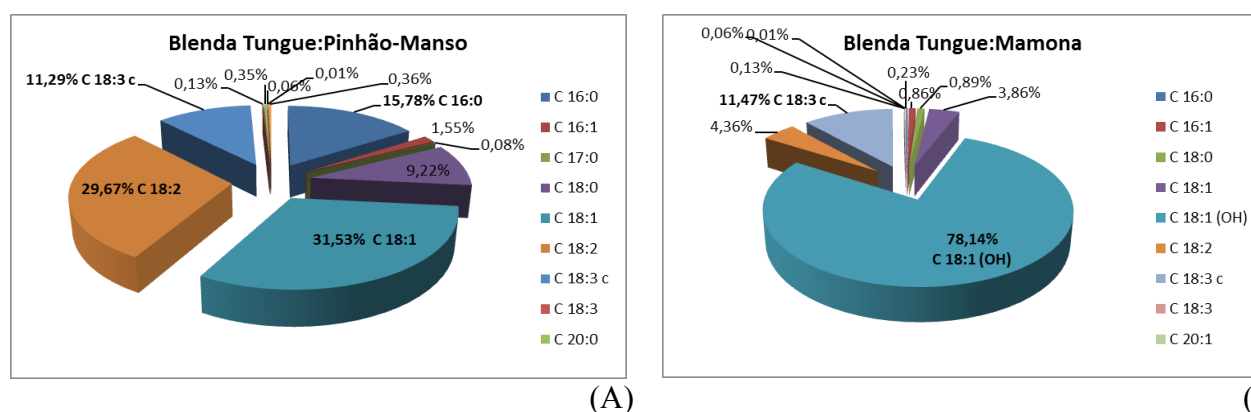 Blenda Tungue:Pinhão-Manso
11,29% C 18:3 c
0,13%
0,35%
0,06%
0,01%
0,36%
15,78% C 16:0
1,55%
0,08%
9,22%
29,67% C 18:2
31,53% C 18:1
C 16:0
C 16:1
C 17:0
C 18:0
C 18:1
C 18:2
C 18:3 c
C 18:3
C 20:0
(A)
Blenda Tungue:Mamona
0,06%
0,01%
0,13%
0,23%
0,86%
0,89%
3,86%
11,47% C 18:3 c
4,36%
78,14%
C 18:1 (OH)
C 16:0
C 16:1
C 18:0
C 18:1
C 18:1 (OH)
C 18:2
C 18:3 c
C 18:3
C 20:1
(